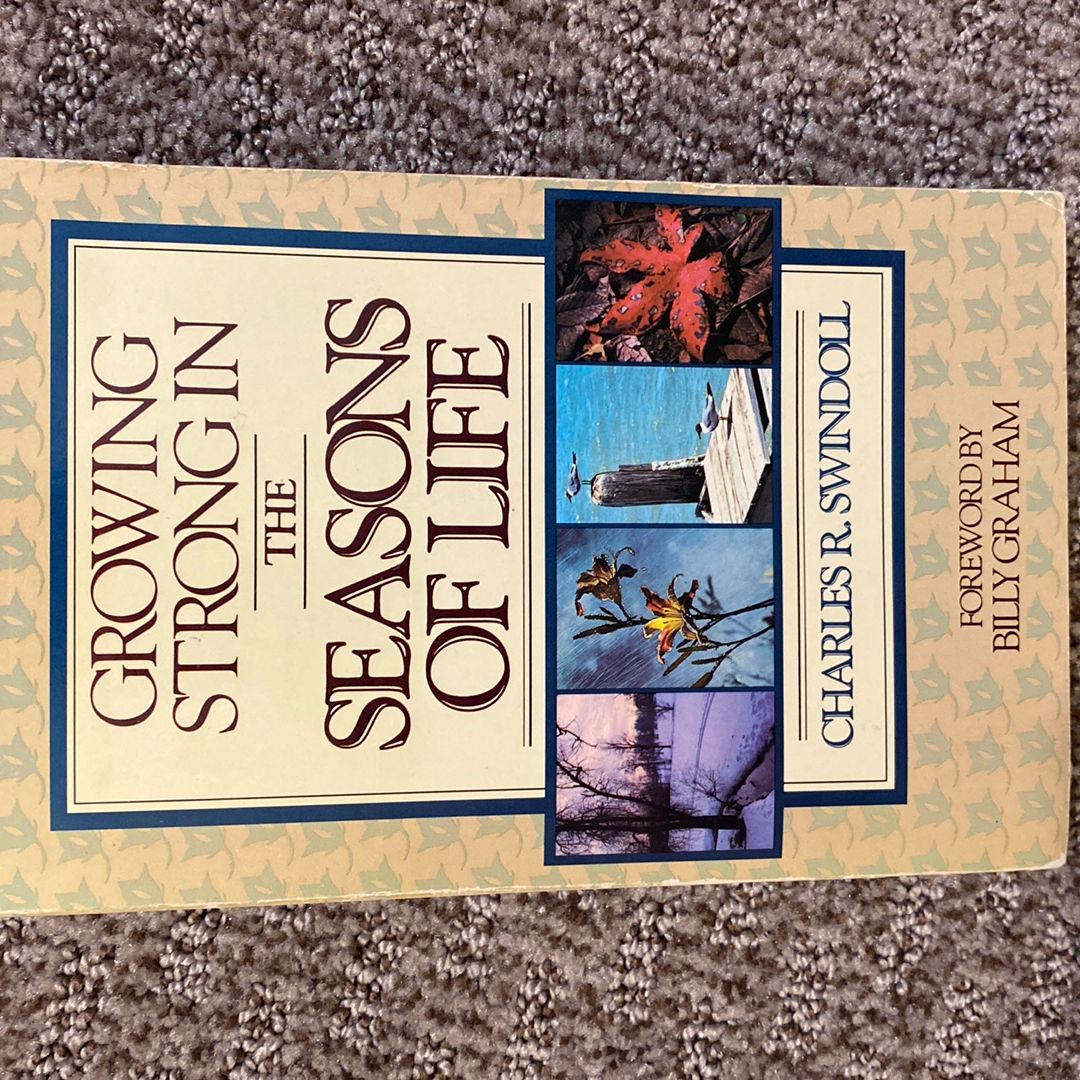 GROWING
STRONG IN
THE
SEASONS
OF LIFE
CHARLES R. SWINDOLL
FOREWORD BY
BILLY GRAHAM